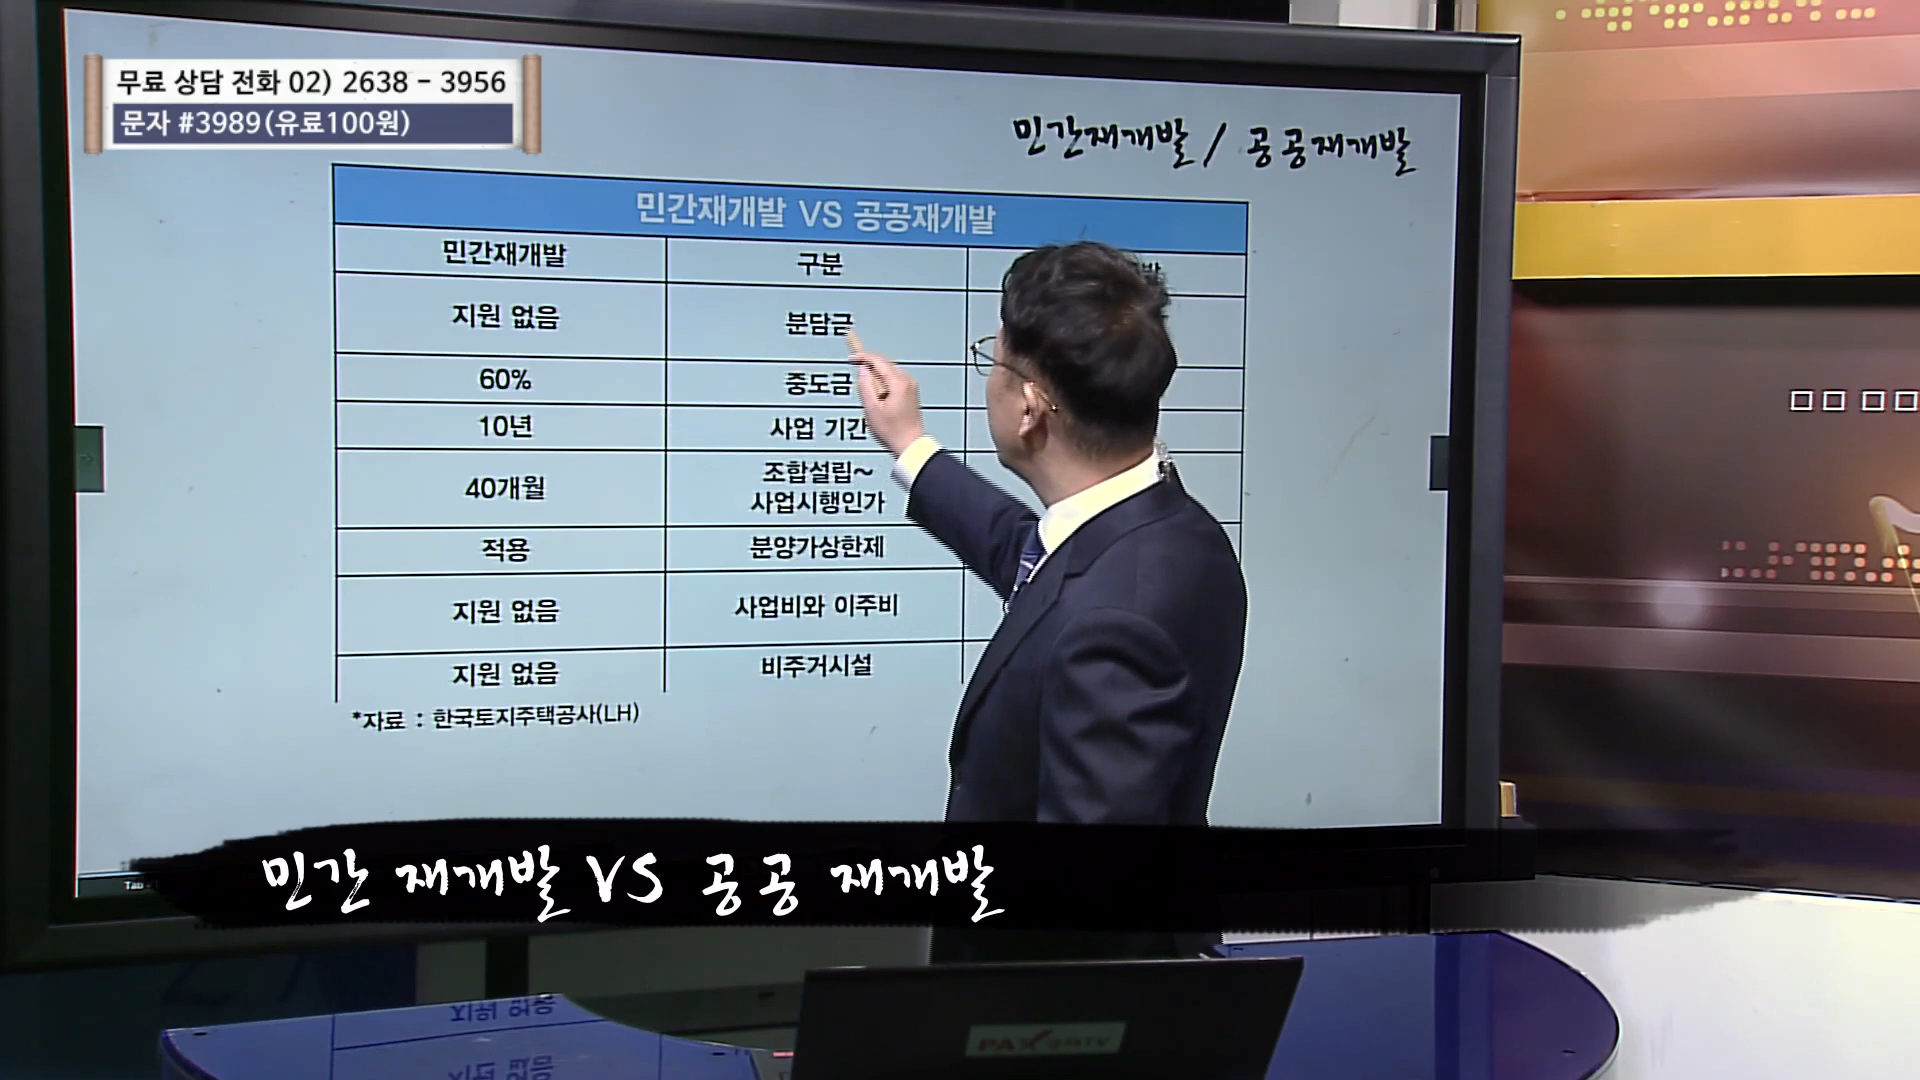 무료 상담 전화 02) 2638 - 3956
문자 #3989(유료100원)
민간재개발 / 공공재개발
민간재개발 VS 공공재개발
민간재개발 구분
지원 없음 분담금
60% 중도금
10년 사업 기간
40개월 조합설립~
사업시행인가
적용 분양가상한제
지원 없음 사업비와 이주비
지원 없음 비주거시설
*자료 : 한국토지주택공사(LH)
민간 재개발 VS 공공 재개발